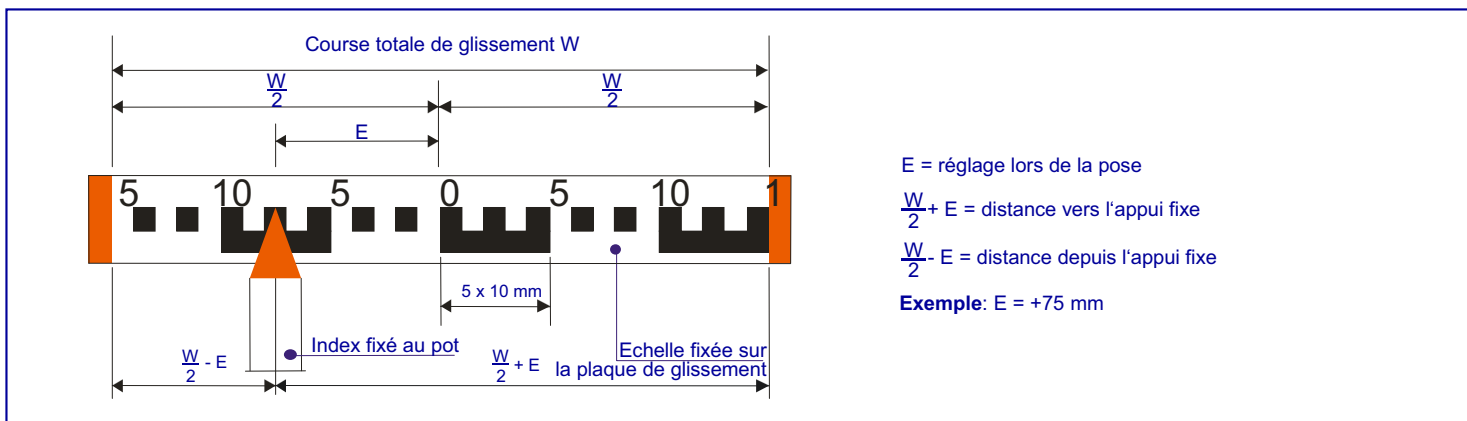 Course totale de glissement W
W
2
W
2
E
5 10 5 0 5 10 1
5 x 10 mm
Index fixé au pot
Echelle fixée sur
la plaque de glissement
W
2 - E
W
2 + E
E = réglage lors de la pose
W
2 + E = distance vers l‘appui fixe
W
2 - E = distance depuis l‘appui fixe
Exemple: E = +75 mm